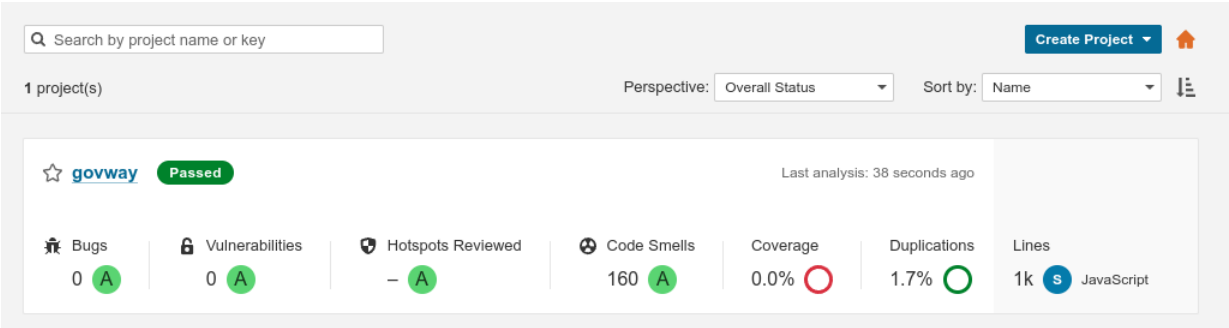 Search by project name or key
Create Project
1 project(s)
Perspective: Overall Status
Sort by: Name
govway Passed
Last analysis: 38 seconds ago
Bugs Vulnerabilities Hotspots Reviewed Code Smells Coverage Duplications Lines
0 A 0 A – A 160 A 0.0% 1.7% 1k S JavaScript